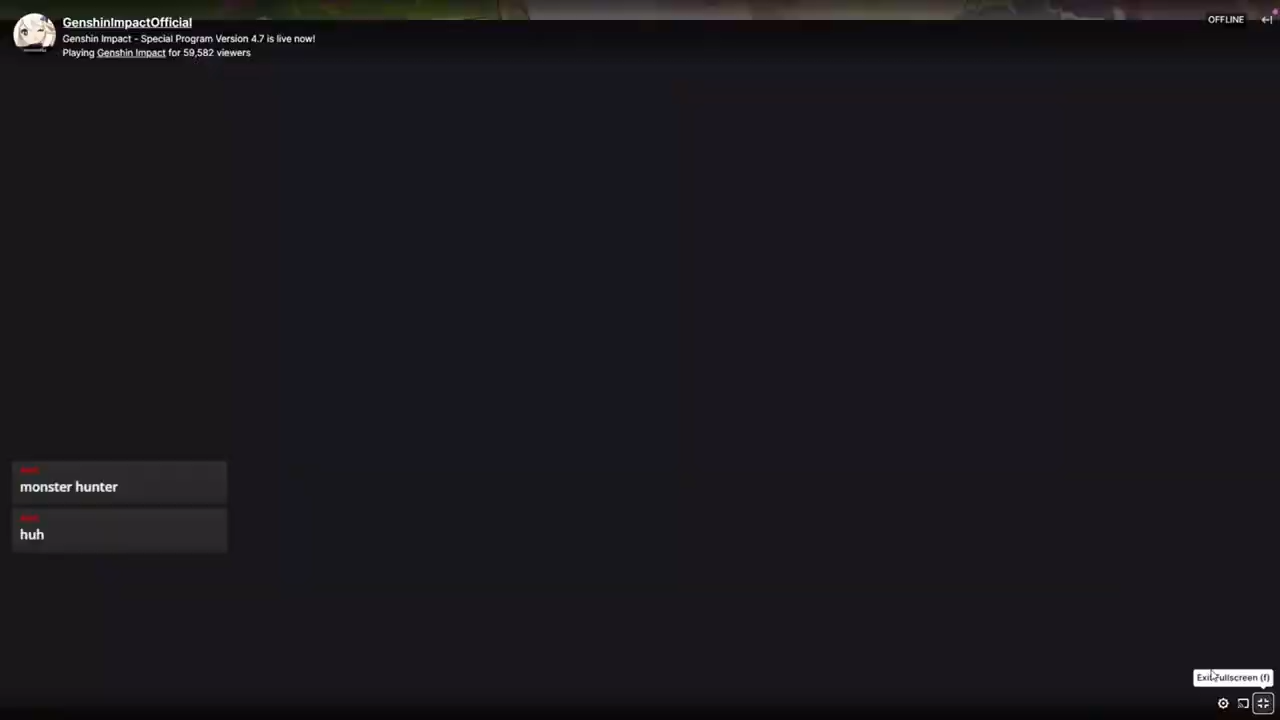 GenshinImpactOfficial
OFFLINE
Genshin Impact - Special Program Version 4.7 is live now!
Playing Genshin Impact for 59,582 viewers
monster hunter
huh
Exit Fullscreen (f)